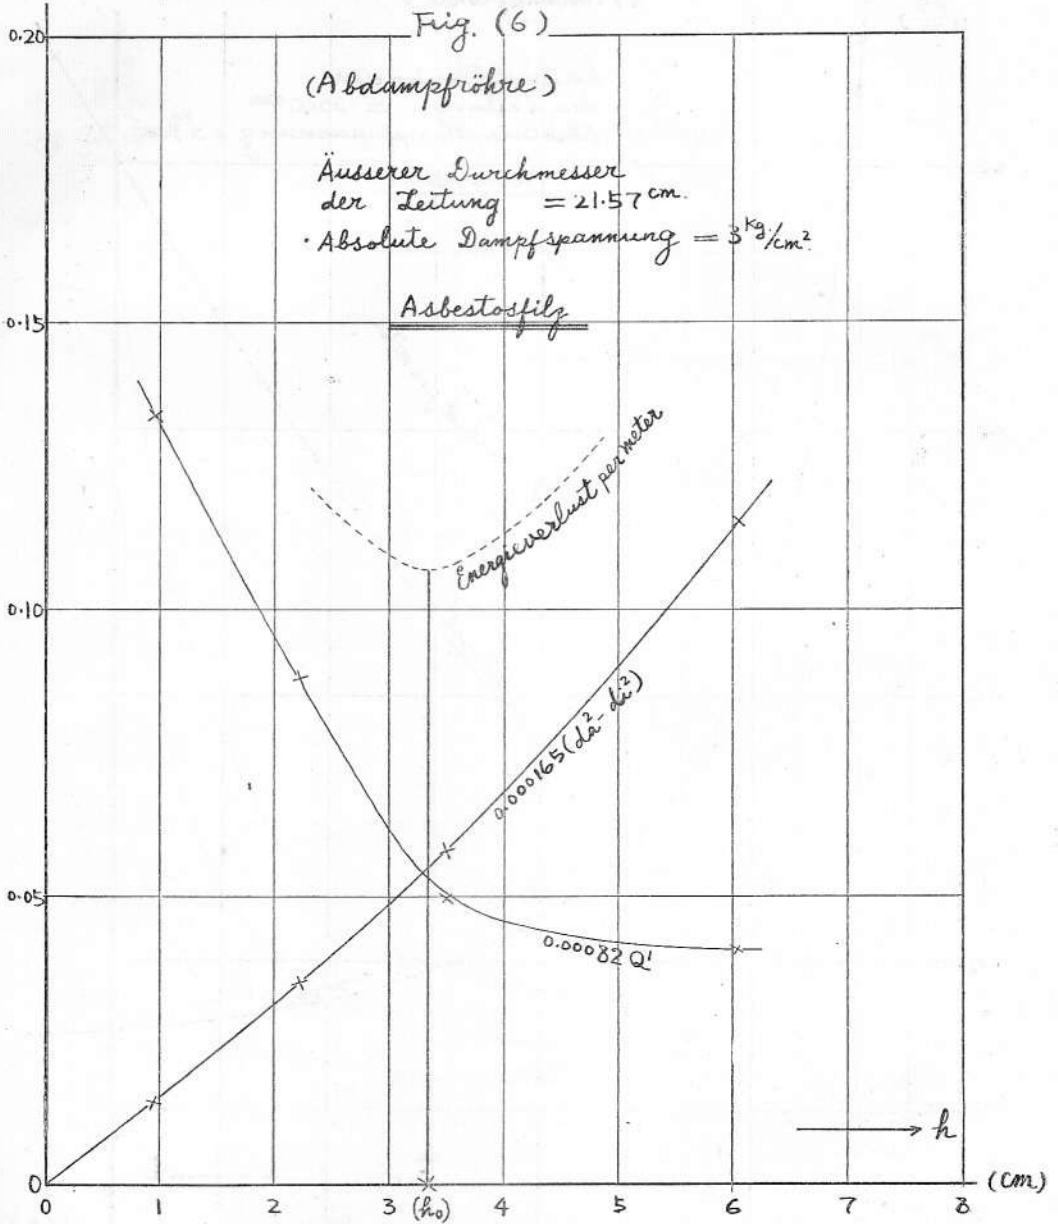 Fig. (6)
(Abdampfröhre)
Äusserer Durchmesser
der Leitung = 21.57 cm.
Absolute Dampfspannung = 3 Kg./cm²
Asbestosfilz
0.20
0.15
0.10
0.05
0
Energieverlust per meter
0.000165(da² - di²)
0.00082 Q'
h
0 1 2 3 (h₀) 4 5 6 7 8 (cm)